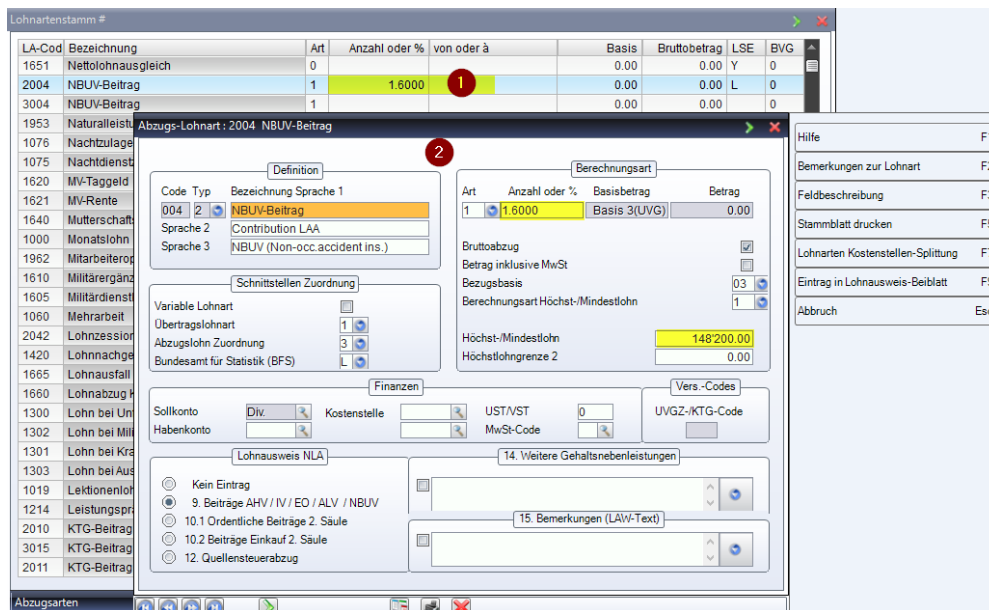 Lohnartenstamm #
LA-Cod Bezeichnung Art Anzahl oder % von oder à Basis Bruttobetrag LSE BVG
1651 Nettolohnausgleich 0 0.00 0.00 Y 0
2004 NBUV-Beitrag 1 1.6000 1 0.00 0.00 L 0
3004 NBUV-Beitrag 1 0.00 0.00 0
1953 Naturalleistu
1076 Nachtzulage
1075 Nachtdienstz
1620 MV-Taggeld
1621 MV-Rente
1640 Mutterschafts
1000 Monatslohn
1962 Mitarbeiterop
1610 Militärergänz
1605 Militärdienstl
1060 Mehrarbeit
2042 Lohnzession
1420 Lohnnachge
1665 Lohnausfall
1660 Lohnabzug K
1300 Lohn bei Unf
1302 Lohn bei Mili
1301 Lohn bei Kra
1303 Lohn bei Aus
1019 Lektionenloh
1214 Leistungsprä
2010 KTG-Beitrag
3015 KTG-Beitrag
2011 KTG-Beitrag
Abzugsarten
Abzugs-Lohnart : 2004 NBUV-Beitrag
2
Definition
Code Typ Bezeichnung Sprache 1
004 2 NBUV-Beitrag
Sprache 2 Contribution LAA
Sprache 3 NBUV (Non-occ.accident ins.)
Schnittstellen Zuordnung
Variable Lohnart
Übertragslohnart 1
Abzugslohn Zuordnung 3
Bundesamt für Statistik (BFS) L
Berechnungsart
Art Anzahl oder % Basisbetrag Betrag
1 1.6000 Basis 3(UVG) 0.00
Bruttoabzug
Betrag inklusive MwSt
Bezugsbasis 03
Berechnungsart Höchst-/Mindestlohn 1
Höchst-/Mindestlohn 148'200.00
Höchstlohngrenze 2 0.00
Finanzen
Sollkonto Div. Kostenstelle UST/VST 0
Habenkonto MwSt-Code
Vers.-Codes
UVGZ-/KTG-Code
Lohnausweis NLA
Kein Eintrag
9. Beiträge AHV / IV / EO / ALV / NBUV
10.1 Ordentliche Beiträge 2. Säule
10.2 Beiträge Einkauf 2. Säule
12. Quellensteuerabzug
14. Weitere Gehaltsnebenleistungen
15. Bemerkungen (LAW-Text)
Hilfe F1
Bemerkungen zur Lohnart F2
Feldbeschreibung F3
Stammblatt drucken
Lohnarten Kostenstellen-Splittung F7
Eintrag in Lohnausweis-Beiblatt
Abbruch Esc